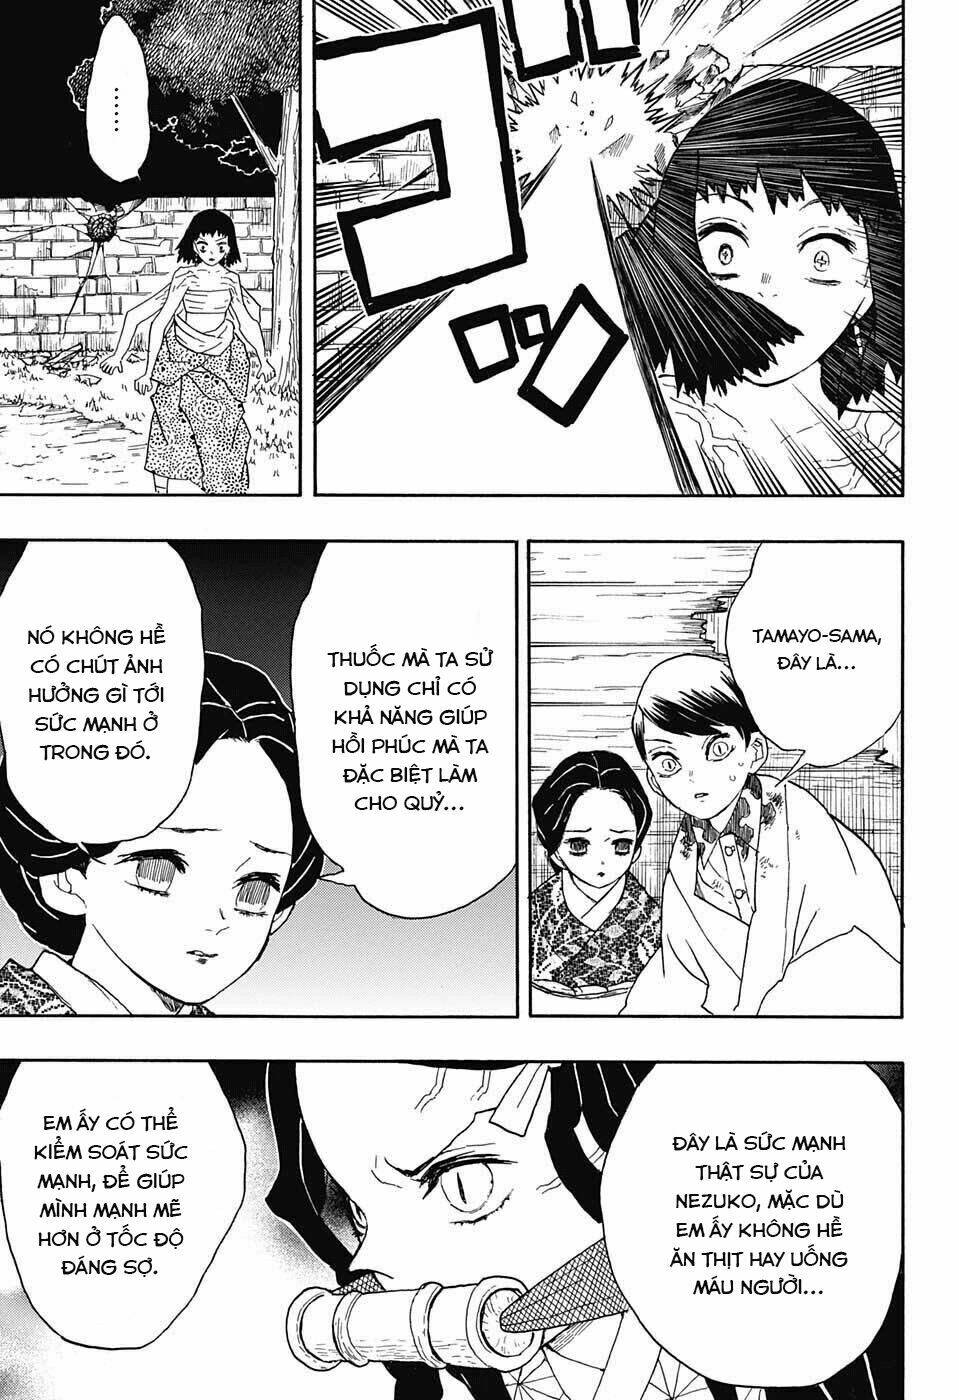 ......
TAMAYO-SAMA,
ĐÂY LÀ...
THUỐC MÀ TA SỬ
DỤNG CHỈ CÓ
KHẢ NĂNG GIÚP
HỒI PHÚC MÀ TA
ĐẶC BIỆT LÀM
CHO QUỶ...
NÓ KHÔNG HỀ
CÓ CHÚT ẢNH
HƯỞNG GÌ TỚI
SỨC MẠNH Ở
TRONG ĐÓ.
ĐÂY LÀ SỨC MẠNH
THẬT SỰ CỦA
NEZUKO, MẶC DÙ
EM ẤY KHÔNG HỀ
ĂN THỊT HAY UỐNG
MÁU NGƯỜI...
EM ẤY CÓ THỂ
KIỂM SOÁT SỨC
MẠNH, ĐỂ GIÚP
MÌNH MẠNH MẼ
HƠN Ở TỐC ĐỘ
ĐÁNG SỢ.